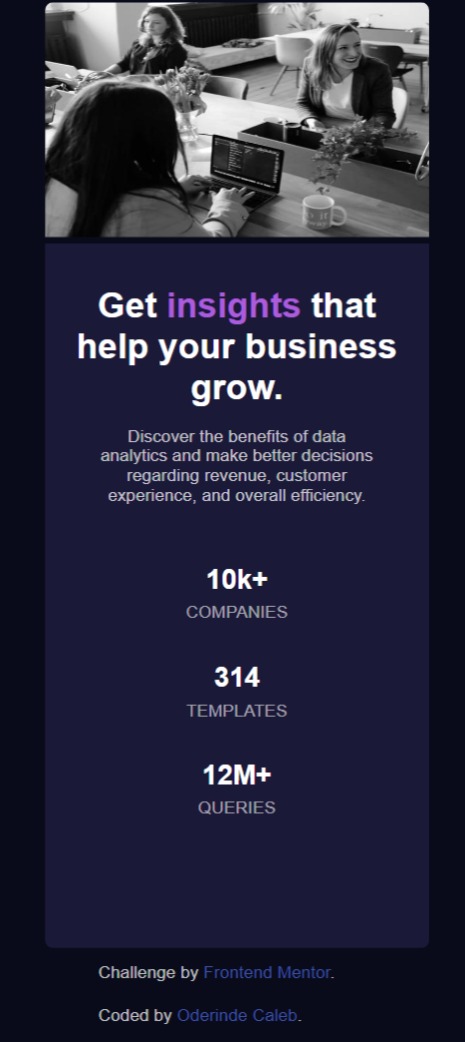 Get insights that
help your business
grow.
Discover the benefits of data
analytics and make better decisions
regarding revenue, customer
experience, and overall efficiency.
10k+
COMPANIES
314
TEMPLATES
12M+
QUERIES
Challenge by Frontend Mentor.
Coded by Oderinde Caleb.